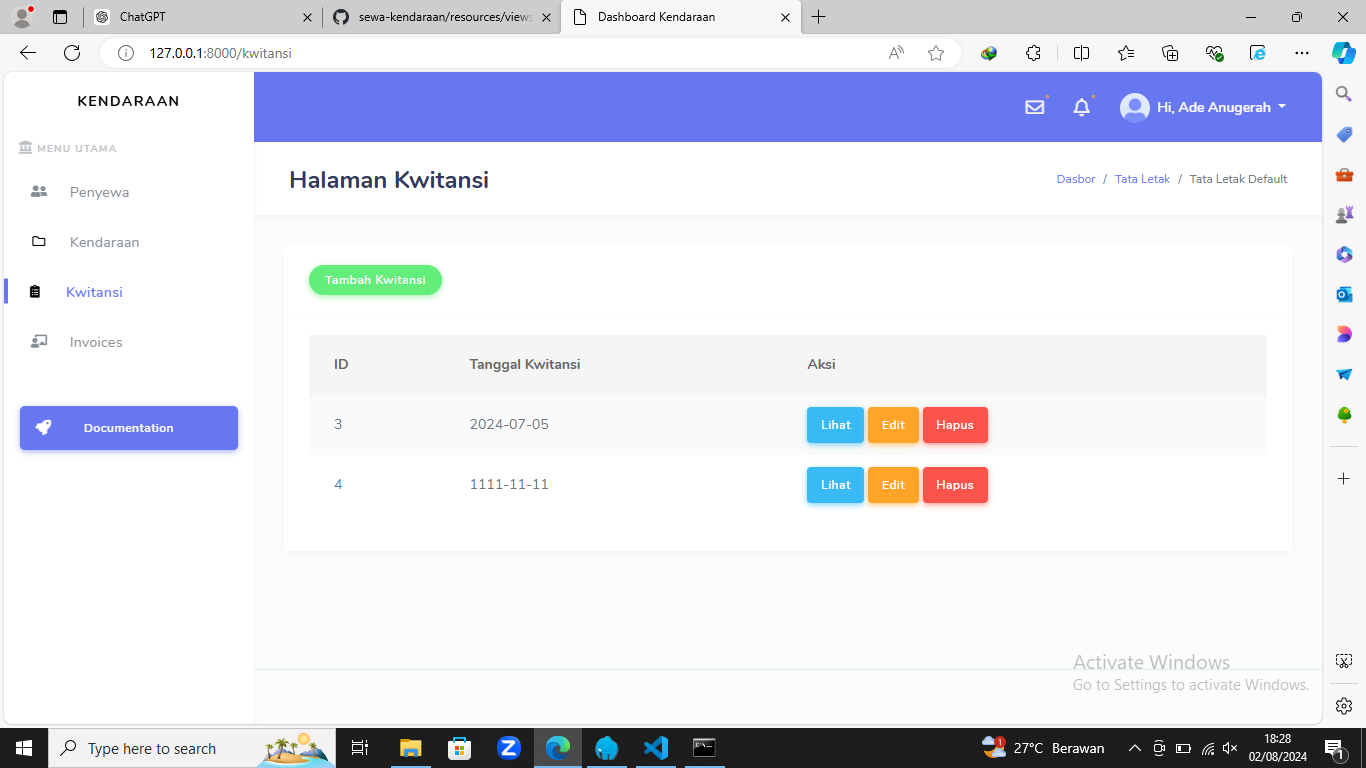 ChatGPT
sewa-kendaraan/resources/views
Dashboard Kendaraan
127.0.0.1:8000/kwitansi
KENDARAAN
Hi, Ade Anugerah
MENU UTAMA
Penyewa
Kendaraan
Kwitansi
Invoices
Documentation
Halaman Kwitansi
Dasbor / Tata Letak / Tata Letak Default
Tambah Kwitansi
ID Tanggal Kwitansi Aksi
3 2024-07-05 Lihat Edit Hapus
4 1111-11-11 Lihat Edit Hapus
Activate Windows
Go to Settings to activate Windows.
Type here to search
27°C Berawan
18:28
02/08/2024
1